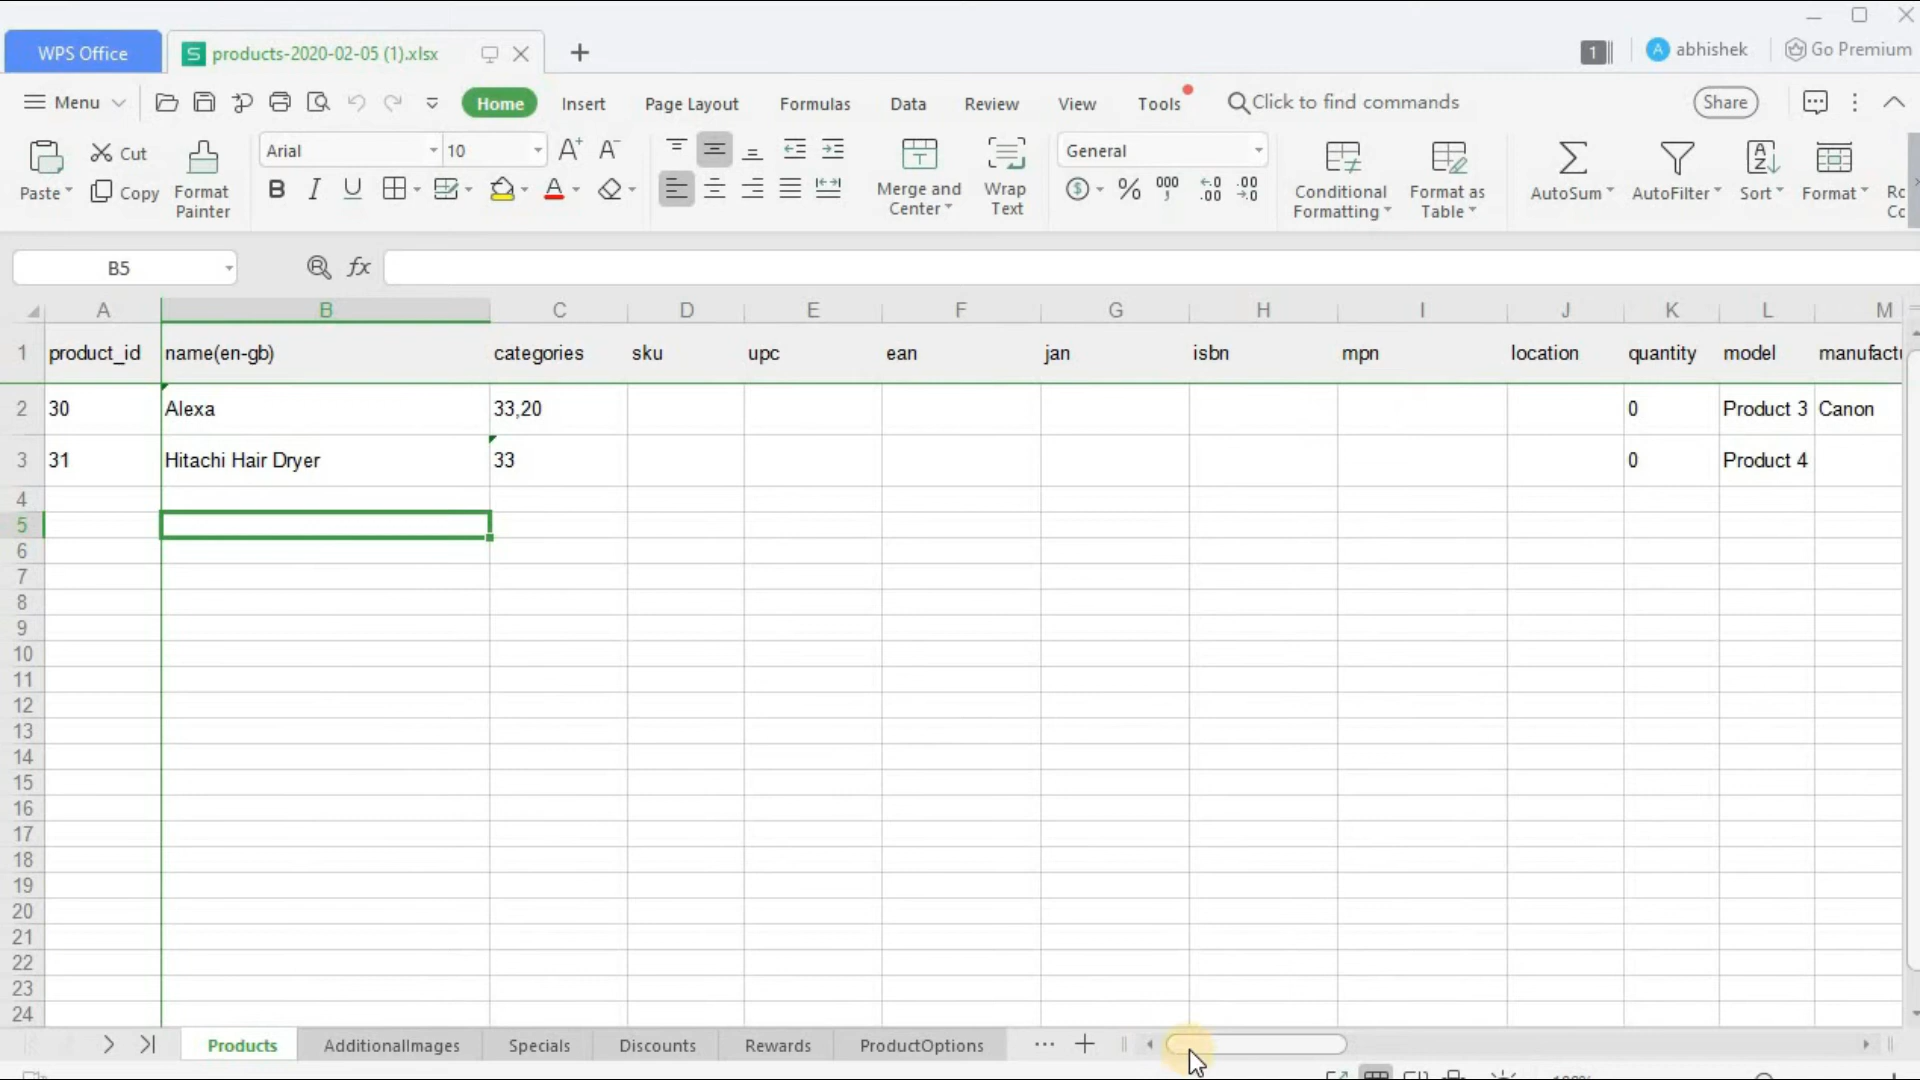 WPS Office
products-2020-02-05 (1).xlsx
1
abhishek
Go Premium
Menu
Home
Insert
Page Layout
Formulas
Data
Review
View
Tools
Click to find commands
Share
Paste
Cut
Copy
Format
Painter
Arial
10
Merge and
Center
Wrap
Text
General
Conditional
Formatting
Format as
Table
AutoSum
AutoFilter
Sort
Format
B5
fx
A B C D E F G H I J K L M
1 product_id name(en-gb) categories sku upc ean jan isbn mpn location quantity model
2 30 Alexa 33,20 0 Product 3 Canon
3 31 Hitachi Hair Dryer 33 0 Product 4
4
5
6
7
8
9
10
11
12
13
14
15
16
17
18
19
20
21
22
23
24
Products AdditionalImages Specials Discounts Rewards ProductOptions ...